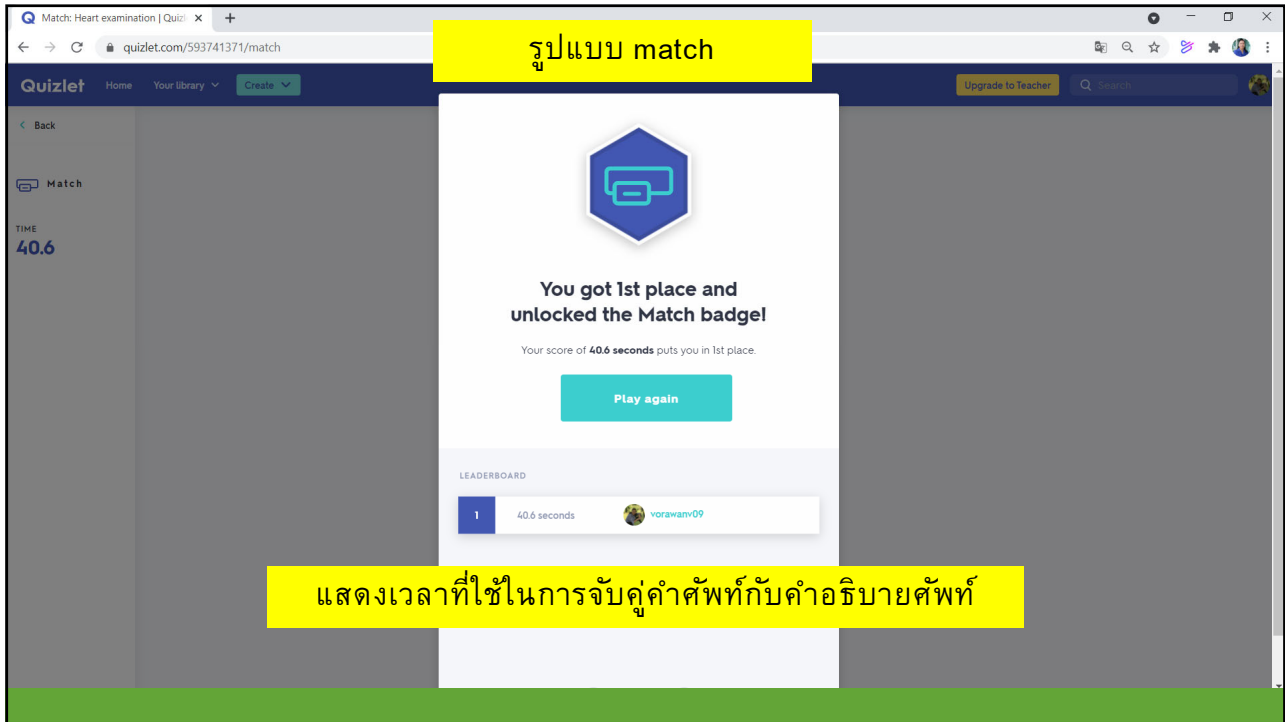 Match: Heart examination | Quizl
quizlet.com/593741371/match
รูปแบบ match
Quizlet Home Your library Create Upgrade to Teacher Search
Back
Match
TIME
40.6
You got 1st place and
unlocked the Match badge!
Your score of 40.6 seconds puts you in 1st place.
Play again
LEADERBOARD
1 40.6 seconds vorawanv09
แสดงเวลาที่ใช้ในการจับคู่คำศัพท์กับคำอธิบายศัพท์